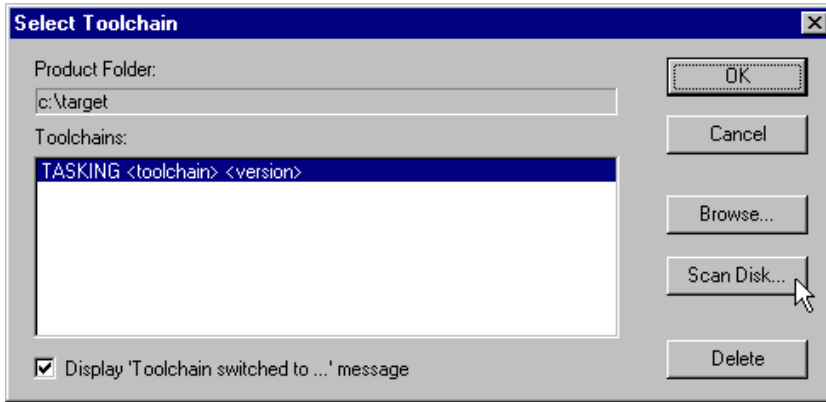 Select Toolchain
Product Folder:
OK
c:\target
Toolchains:
Cancel
TASKING <toolchain> <version>
Browse...
Scan Disk...
Display 'Toolchain switched to ...' message
Delete